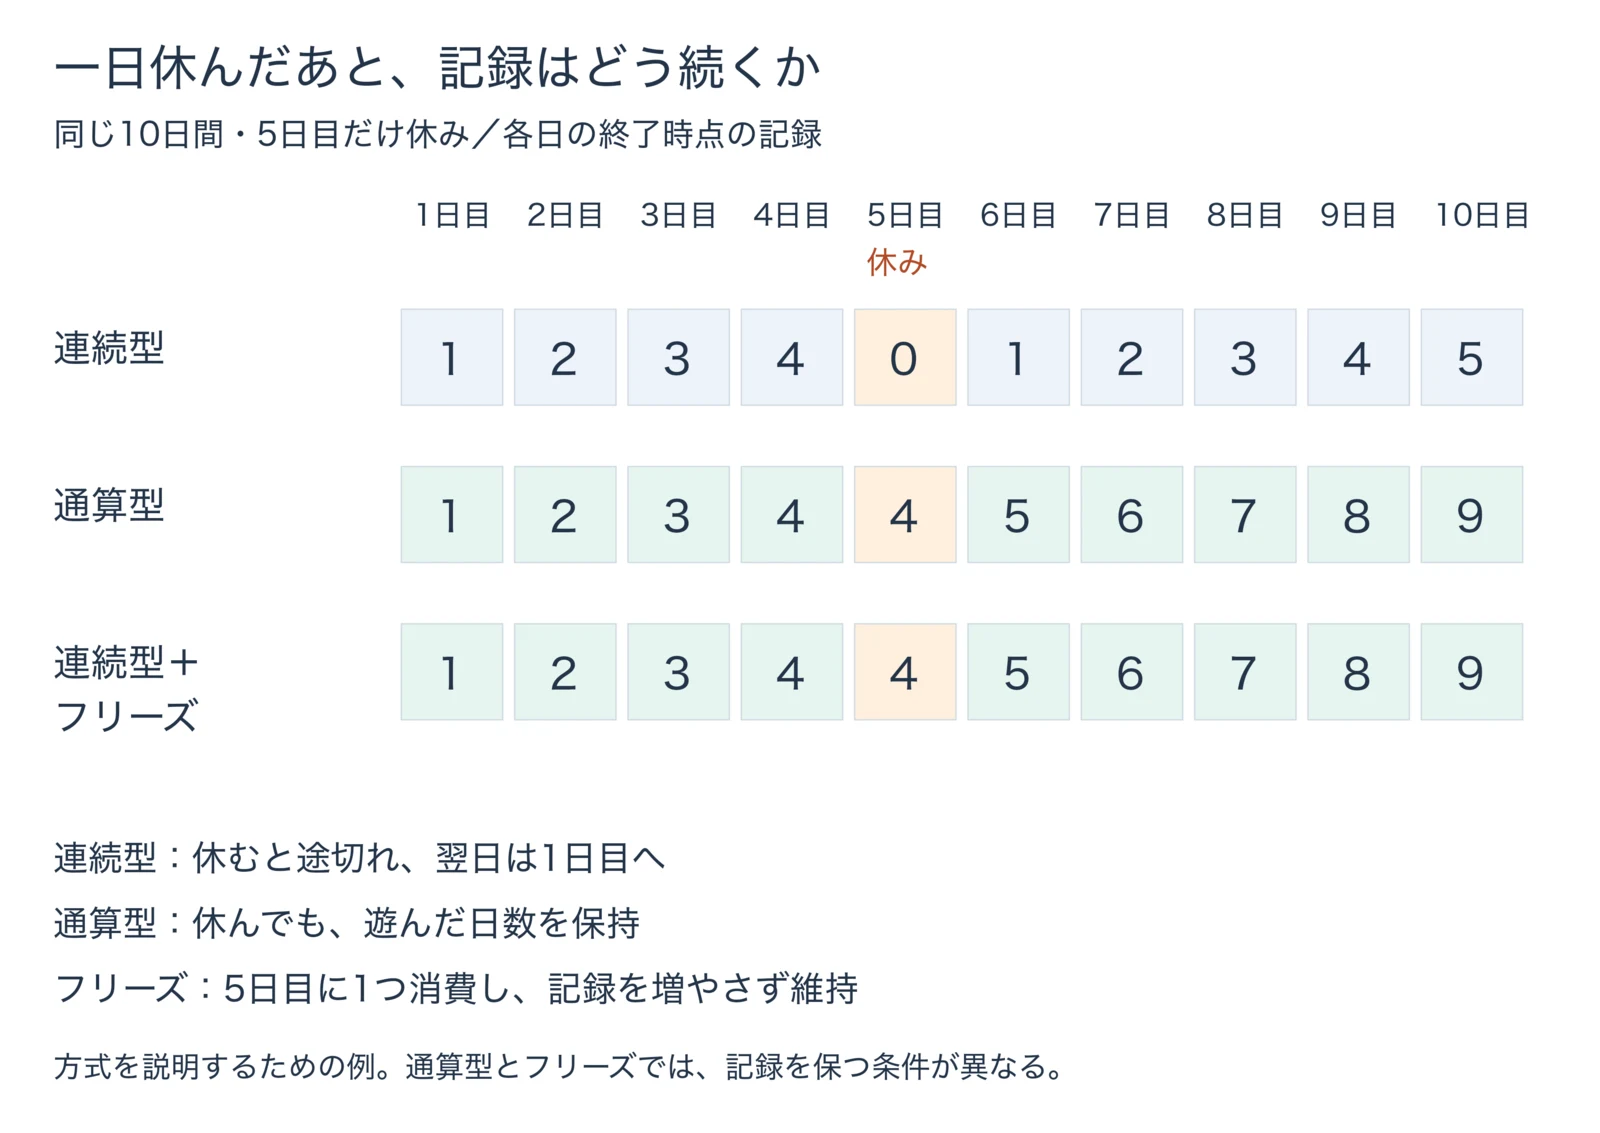 一日休んだあと、記録はどう続くか
同じ10日間・5日目だけ休み／各日の終了時点の記録
1日目 2日目 3日目 4日目 5日目 6日目 7日目 8日目 9日目 10日目
休み
連続型 1 2 3 4 0 1 2 3 4 5
通算型 1 2 3 4 4 5 6 7 8 9
連続型＋
フリーズ 1 2 3 4 4 5 6 7 8 9
連続型：休むと途切れ、翌日は1日目へ
通算型：休んでも、遊んだ日数を保持
フリーズ：5日目に1つ消費し、記録を増やさず維持
方式を説明するための例。通算型とフリーズでは、記録を保つ条件が異なる。